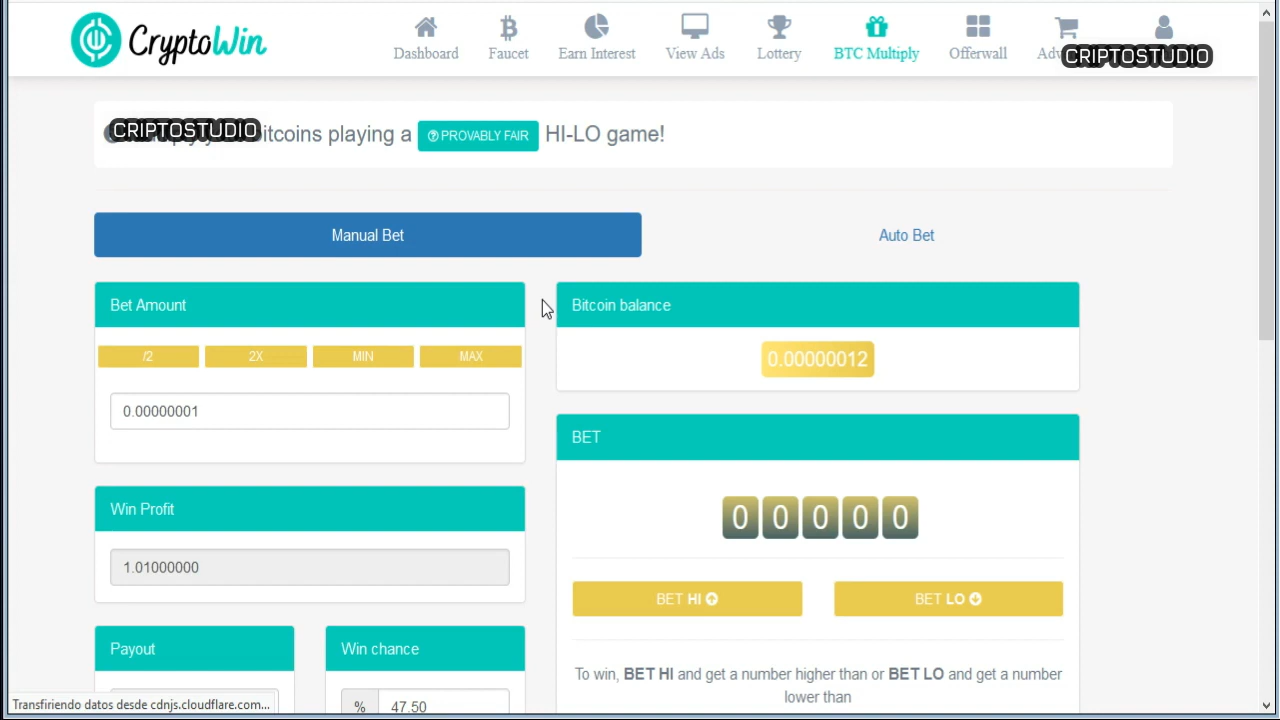 CryptoWin
Dashboard
Faucet
Earn Interest
View Ads
Lottery
BTC Multiply
Offerwall
CRIPTOSTUDIO
CRIPTOSTUDIO
playing a PROVABLY FAIR HI-LO game!
Manual Bet
Auto Bet
Bet Amount
/2 2X MIN MAX
0.00000001
Win Profit
1.01000000
Payout
Win chance
% 47.50
Bitcoin balance
0.00000012
BET
0 0 0 0 0
BET HI
BET LO
To win, BET HI and get a number higher than or BET LO and get a number
lower than
Transfiriendo datos desde cdnjs.cloudflare.com...